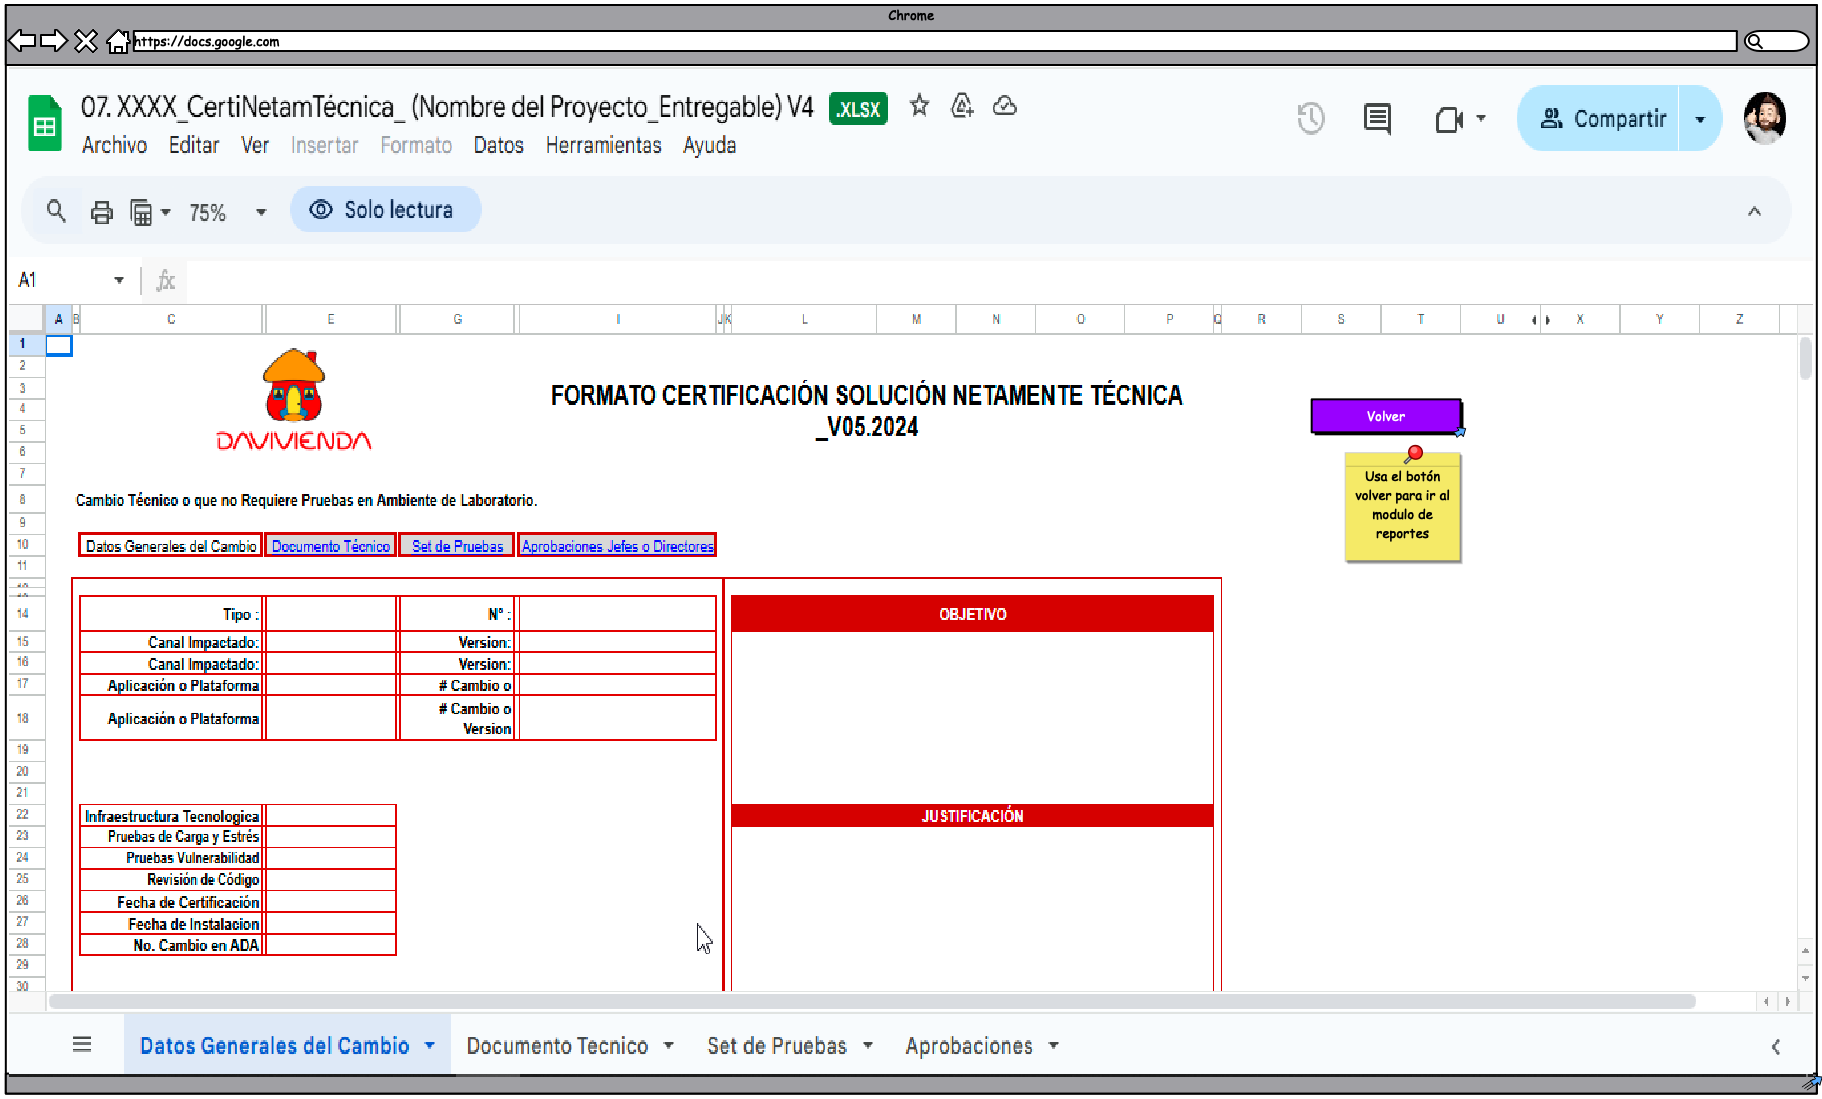 Chrome
https://docs.google.com
07. XXXX_CertiNetamTécnica_ (Nombre del Proyecto_Entregable) V4 .XLSX
Archivo Editar Ver Insertar Formato Datos Herramientas Ayuda
Compartir
75% Solo lectura
A1 fx
A B C E G I J K L M N O P Q R S T U X Y Z
1
2
3
4
5
6
7
8
9
10
11
14
15
16
17
18
19
20
21
22
23
24
25
26
27
28
29
30
DAVIVIENDA
FORMATO CERTIFICACIÓN SOLUCIÓN NETAMENTE TÉCNICA
_V05.2024
Volver
Usa el botón
volver para ir al
modulo de
reportes
Cambio Técnico o que no Requiere Pruebas en Ambiente de Laboratorio.
Datos Generales del Cambio Documento Técnico Set de Pruebas Aprobaciones Jefes o Directores
Tipo : N° :
Canal Impactado: Version:
Canal Impactado: Version:
Aplicación o Plataforma # Cambio o
Aplicación o Plataforma # Cambio o
Version
OBJETIVO
Infraestructura Tecnologica
Pruebas de Carga y Estrés
Pruebas Vulnerabilidad
Revisión de Código
Fecha de Certificación
Fecha de Instalacion
No. Cambio en ADA
JUSTIFICACIÓN
Datos Generales del Cambio Documento Tecnico Set de Pruebas Aprobaciones